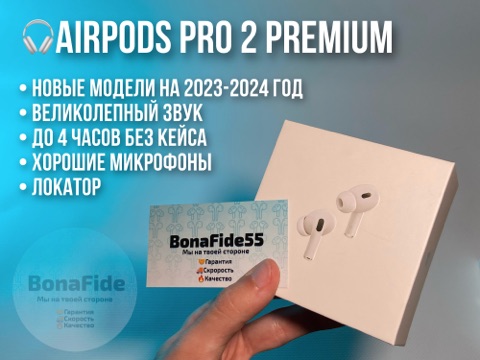 🎧AIRPODS PRO 2 PREMIUM
• НОВЫЕ МОДЕЛИ НА 2023-2024 ГОД
• ВЕЛИКОЛЕПНЫЙ ЗВУК
• ДО 4 ЧАСОВ БЕЗ КЕЙСА
• ХОРОШИЕ МИКРОФОНЫ
• ЛОКАТОР
BonaFide55
Мы на твоей стороне
🤝Гарантия
🚀Скрорость
🔥Качество
BonaFide
Мы на твоей стороне
Гарантия
Скорость
Качество